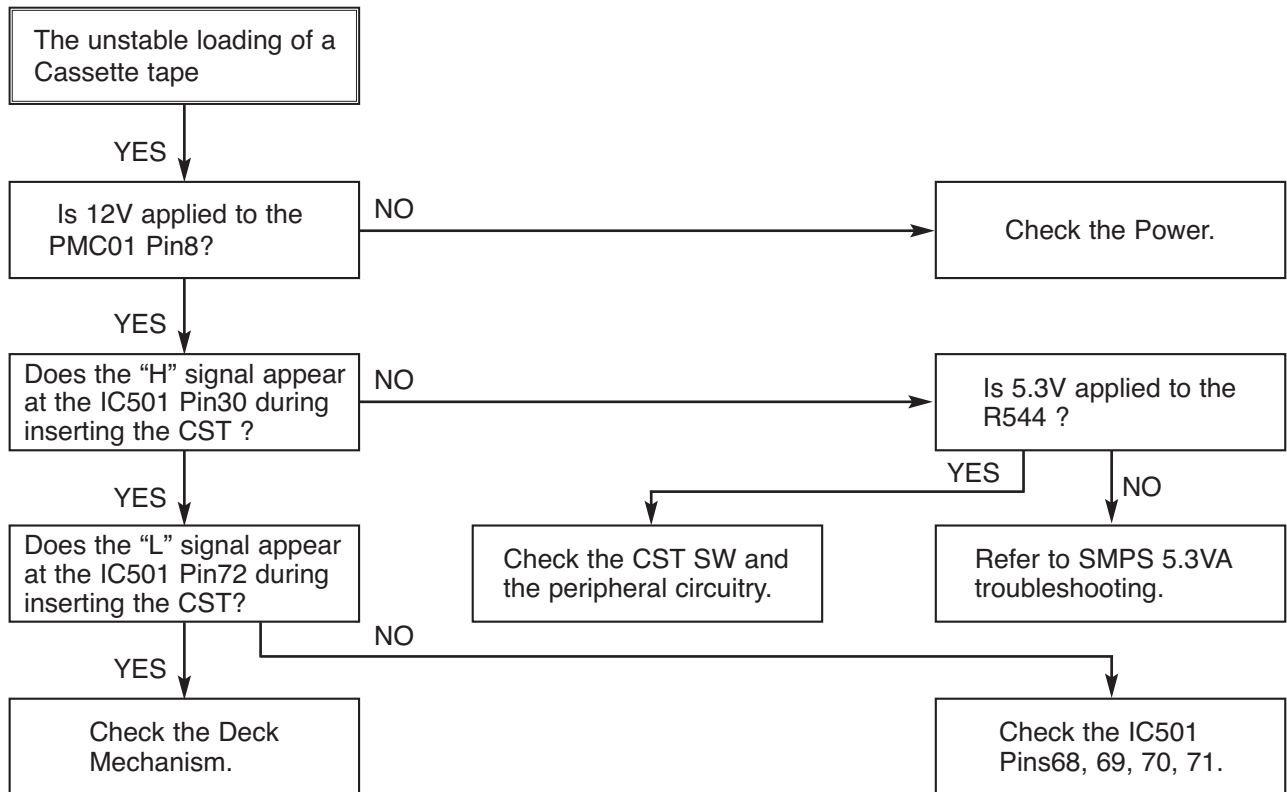 The unstable loading of a
Cassette tape
YES
Is 12V applied to the
PMC01 Pin8?
NO
Check the Power.
YES
Does the “H” signal appear
at the IC501 Pin30 during
inserting the CST ?
NO
Is 5.3V applied to the
R544 ?
YES
NO
Check the CST SW and
the peripheral circuitry.
Refer to SMPS 5.3VA
troubleshooting.
YES
Does the “L” signal appear
at the IC501 Pin72 during
inserting the CST?
NO
YES
Check the Deck
Mechanism.
Check the IC501
Pins68, 69, 70, 71.